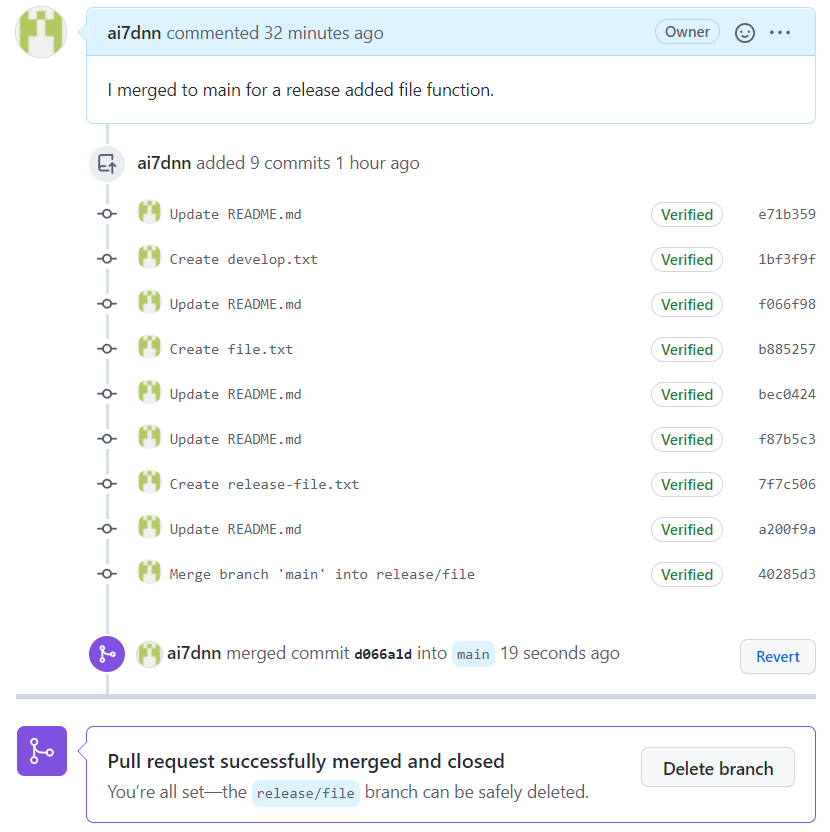 ai7dnn commented 32 minutes ago Owner
I merged to main for a release added file function.
ai7dnn added 9 commits 1 hour ago
Update README.md Verified e71b359
Create develop.txt Verified 1bf3f9f
Update README.md Verified f066f98
Create file.txt Verified b885257
Update README.md Verified bec0424
Update README.md Verified f87b5c3
Create release-file.txt Verified 7f7c506
Update README.md Verified a200f9a
Merge branch 'main' into release/file Verified 40285d3
ai7dnn merged commit d066a1d into main 19 seconds ago Revert
Pull request successfully merged and closed
You’re all set—the release/file branch can be safely deleted.
Delete branch